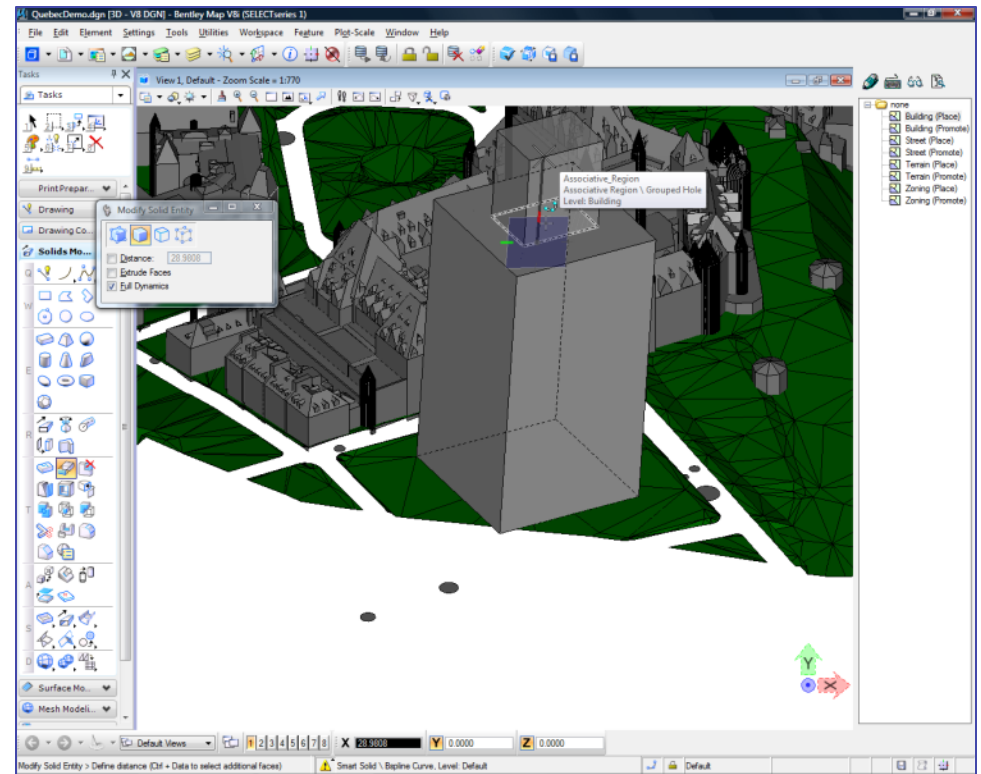 QuebecDemo.dgn [3D - V8 DGN] - Bentley Map V8i (SELECTseries 1)
File Edit Element Settings Tools Utilities Workspace Feature Plot-Scale Window Help
Tasks
Tasks
View 1, Default - Zoom Scale = 1:770
none
Building (Place)
Building (Promote)
Street (Place)
Street (Promote)
Terrain (Place)
Terrain (Promote)
Zoning (Place)
Zoning (Promote)
Associative_Region
Associative Region \ Grouped Hole
Level: Building
PrintPrepar...
Drawing
Drawing Co...
Solids Mo...
Modify Solid Entity
Distance: 28.9808
Extrude Faces
Full Dynamics
Q
W
E
R
T
A
S
D
Surface Mo...
Mesh Modeli...
Y
X
Default Views
1 2 3 4 5 6 7 8
X 28.9808
Y 0.0000
Z 0.0000
Modify Solid Entity > Define distance (Ctrl + Data to select additional faces)
Smart Solid \ Bspline Curve, Level: Default
Default